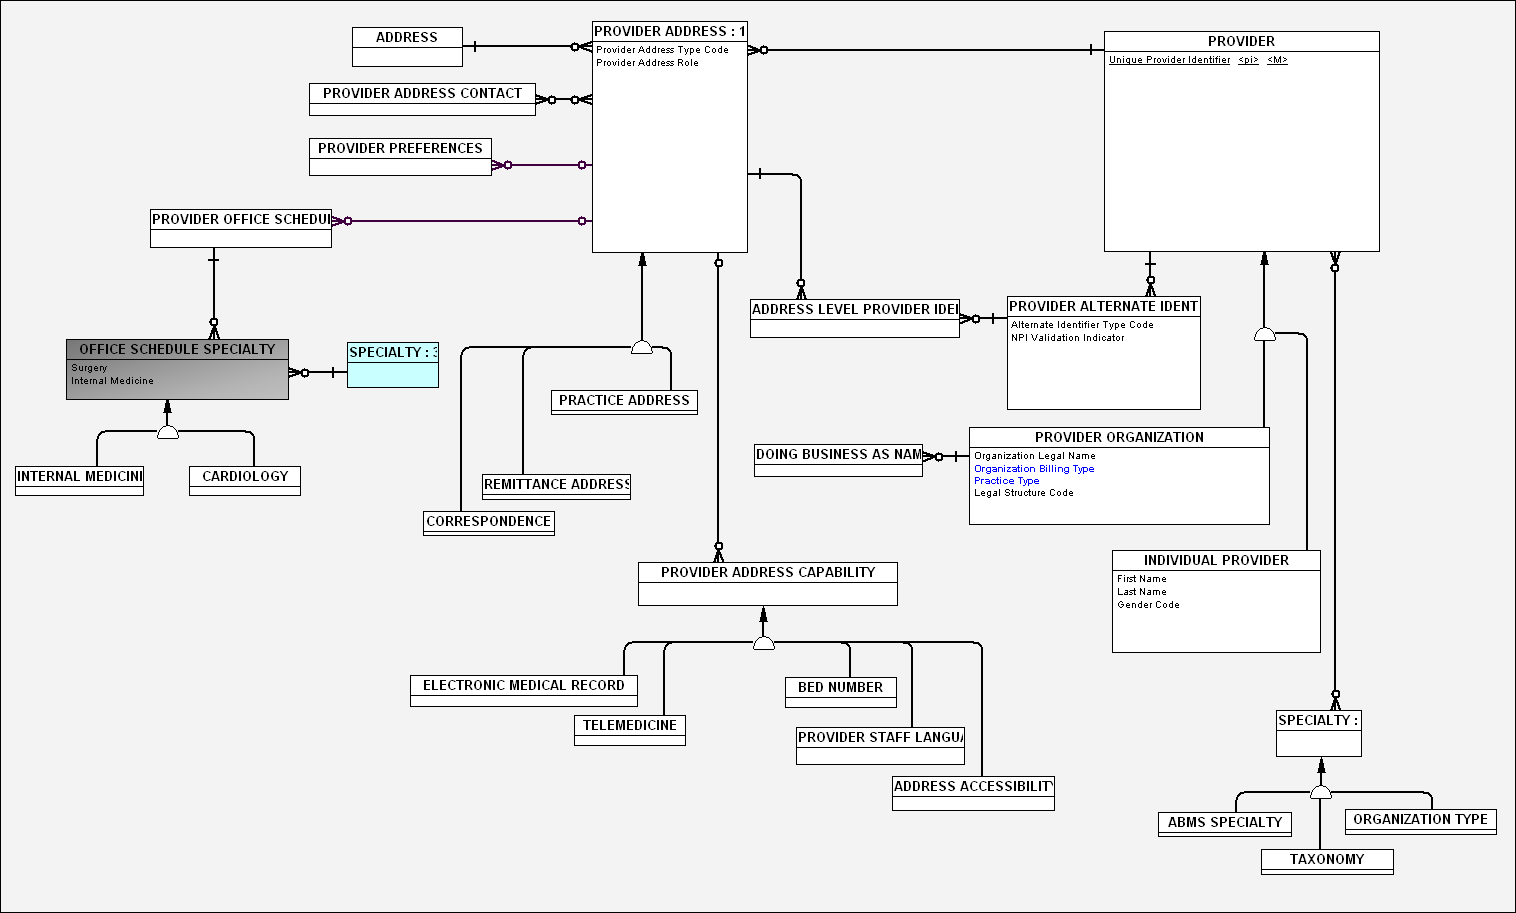 ADDRESS
PROVIDER ADDRESS : 1
Provider Address Type Code
Provider Address Role
PROVIDER
Unique Provider Identifier <pi> <M>
PROVIDER ADDRESS CONTACT
PROVIDER PREFERENCES
PROVIDER OFFICE SCHEDUI
ADDRESS LEVEL PROVIDER IDEI
PROVIDER ALTERNATE IDENT
Alternate Identifier Type Code
NPI Validation Indicator
OFFICE SCHEDULE SPECIALTY
Surgery
Internal Medicine
SPECIALTY : 3
PRACTICE ADDRESS
INTERNAL MEDICINI
CARDIOLOGY
REMITTANCE ADDRESS
CORRESPONDENCE
DOING BUSINESS AS NAM
PROVIDER ORGANIZATION
Organization Legal Name
Organization Billing Type
Practice Type
Legal Structure Code
INDIVIDUAL PROVIDER
First Name
Last Name
Gender Code
PROVIDER ADDRESS CAPABILITY
ELECTRONIC MEDICAL RECORD
BED NUMBER
TELEMEDICINE
PROVIDER STAFF LANGUA
ADDRESS ACCESSIBILITY
SPECIALTY :
ABMS SPECIALTY
ORGANIZATION TYPE
TAXONOMY